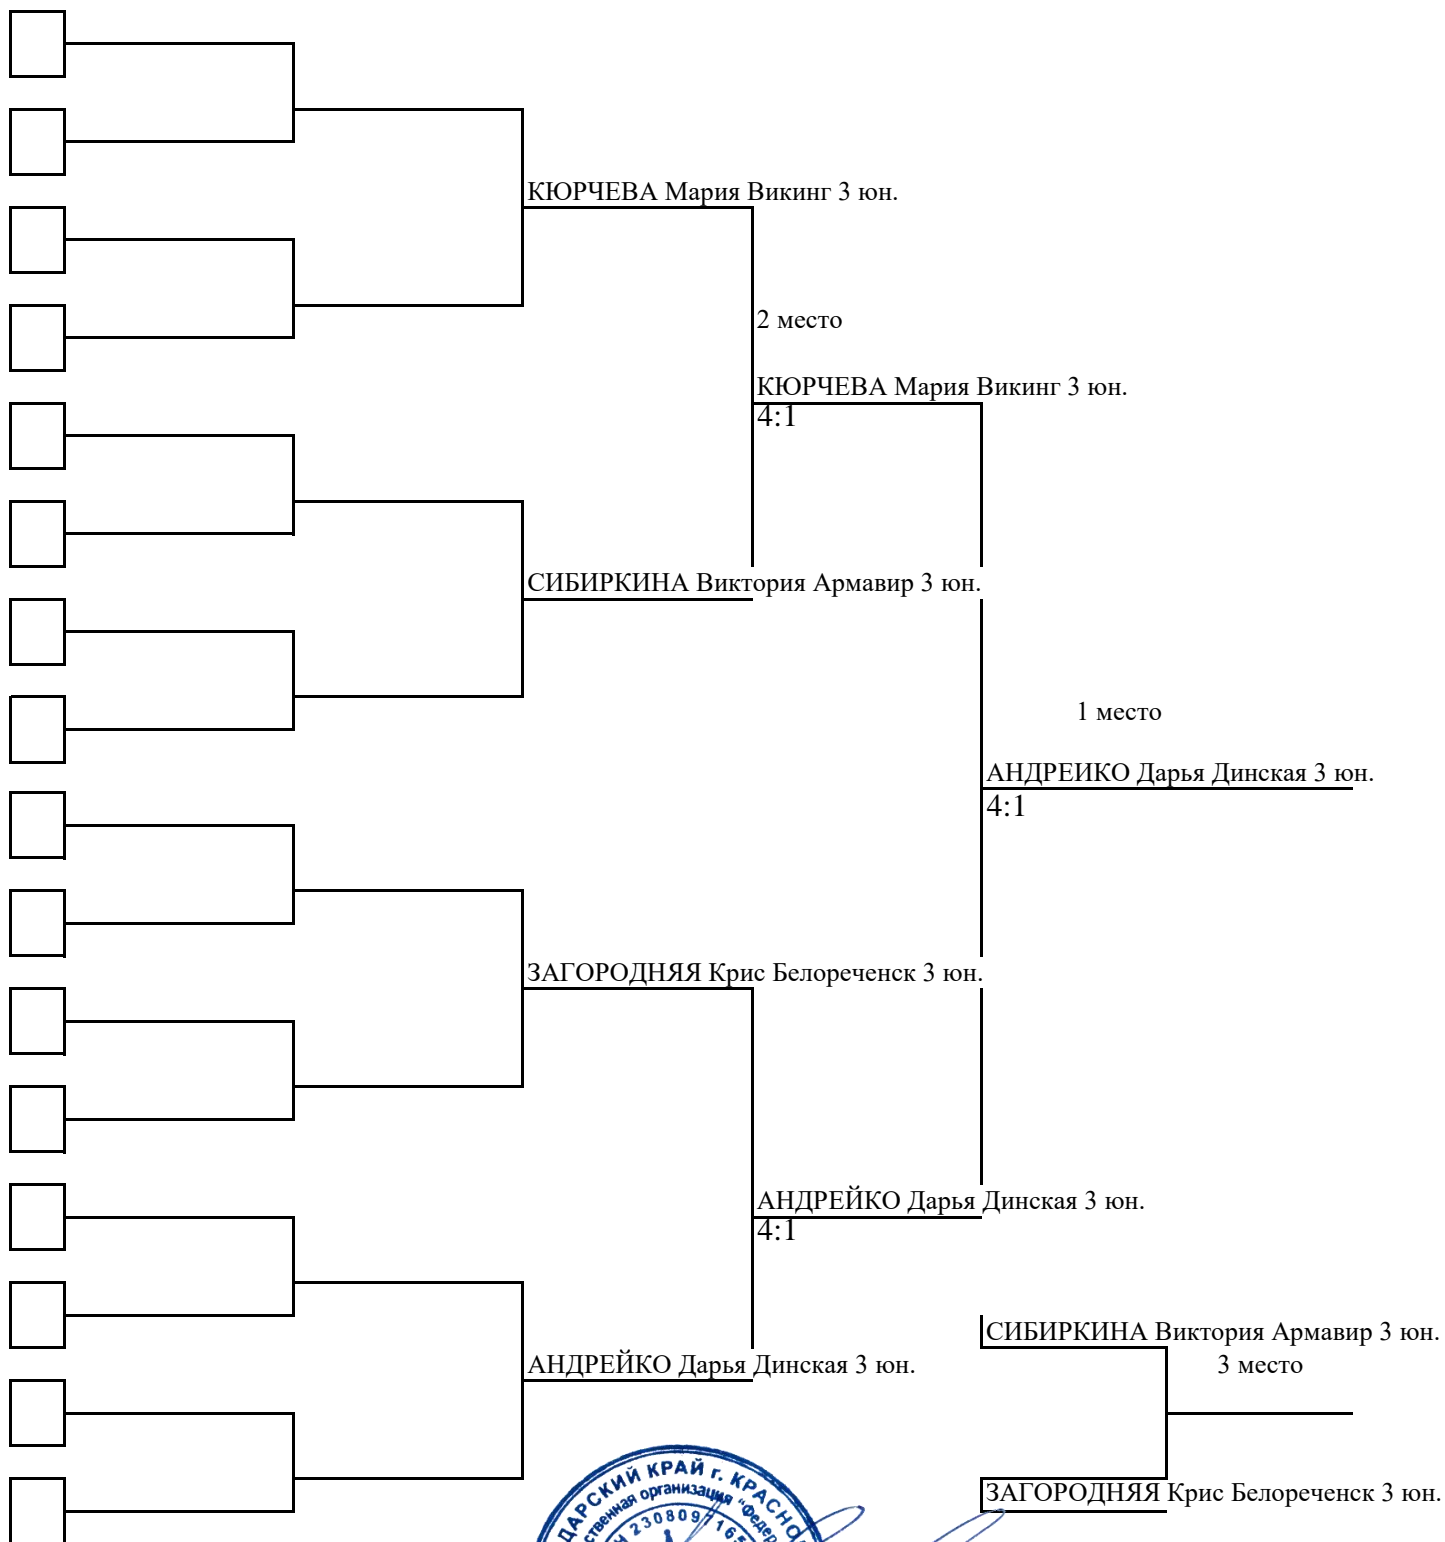 КЮРЧЕВА Мария Викинг 3 юн.
2 место
КЮРЧЕВА Мария Викинг 3 юн.
4:1
СИБИРКИНА Виктория Армавир 3 юн.
1 место
АНДРЕИКО Дарья Динская 3 юн.
4:1
ЗАГОРОДНЯЯ Крис Белореченск 3 юн.
АНДРЕЙКО Дарья Динская 3 юн.
4:1
СИБИРКИНА Виктория Армавир 3 юн.
АНДРЕЙКО Дарья Динская 3 юн.
3 место
ЗАГОРОДНЯЯ Крис Белореченск 3 юн.
КРАЙ г.
организация